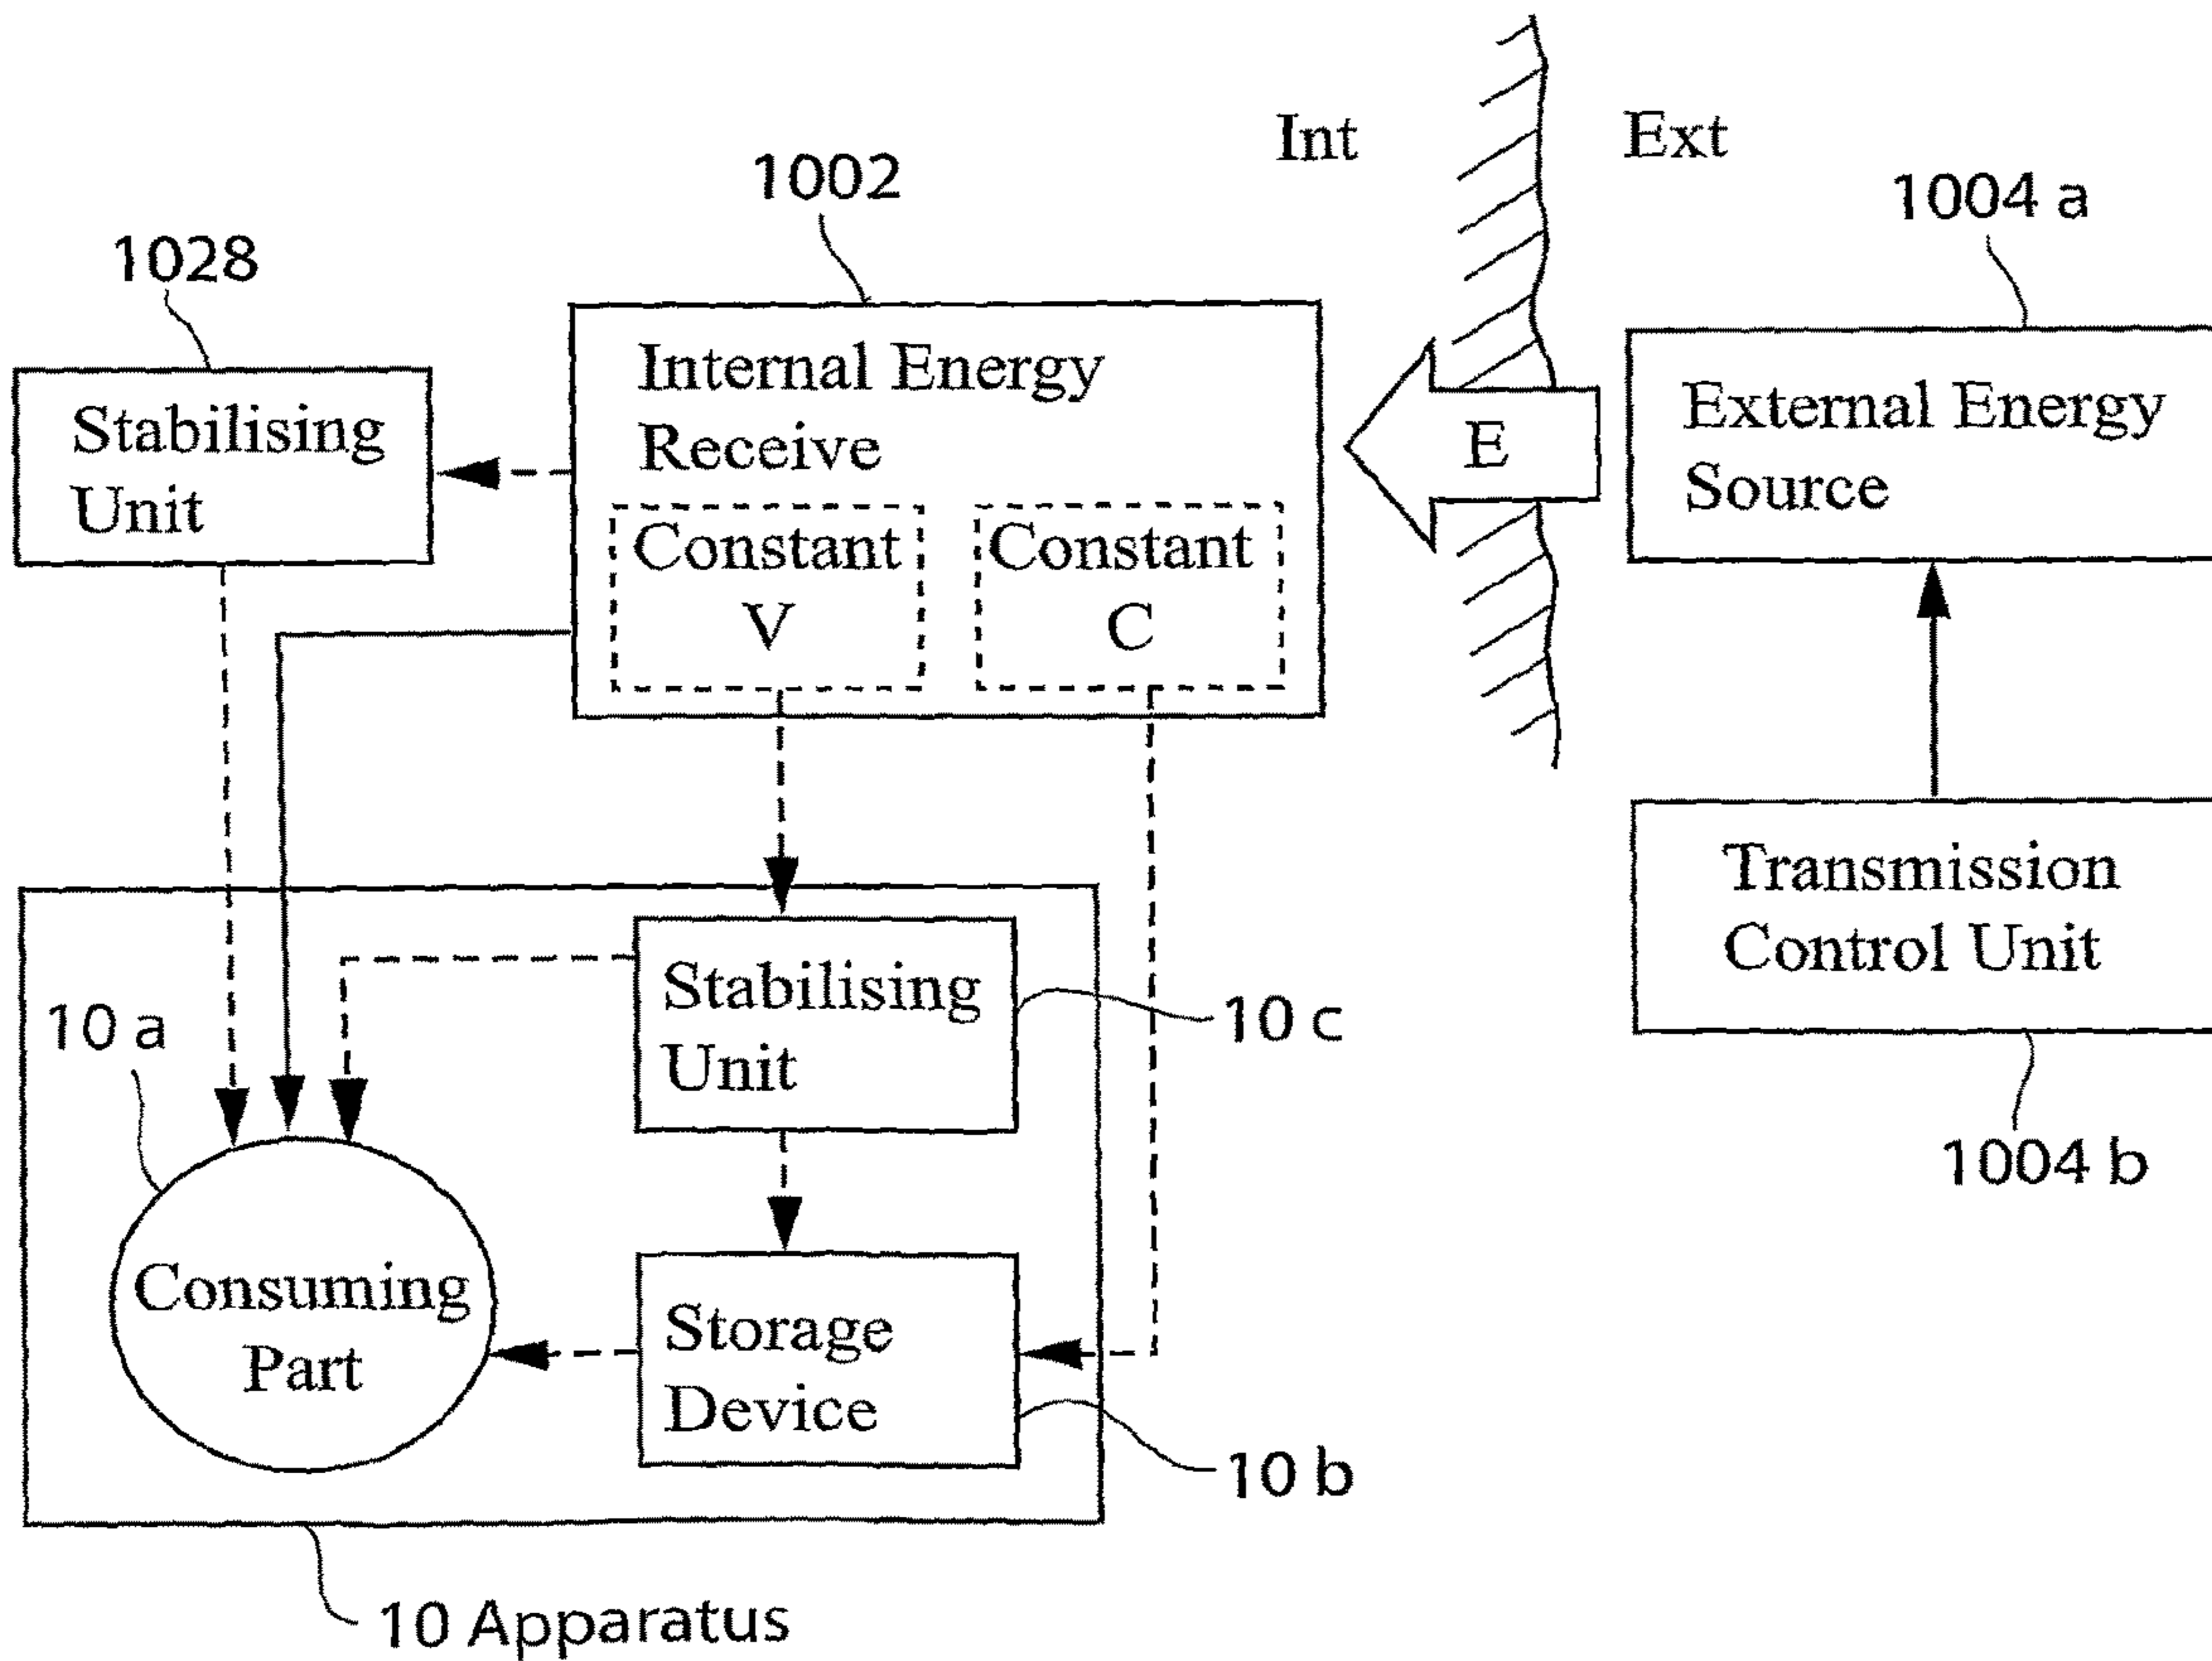 Int
Ext
1002
1004 a
1028
Internal Energy
Receive
Constant
V
Constant
C
E
External Energy
Source
Stabilising
Unit
Transmission
Control Unit
Stabilising
Unit
10 a
10 c
1004 b
Consuming
Part
Storage
Device
10 b
10 Apparatus